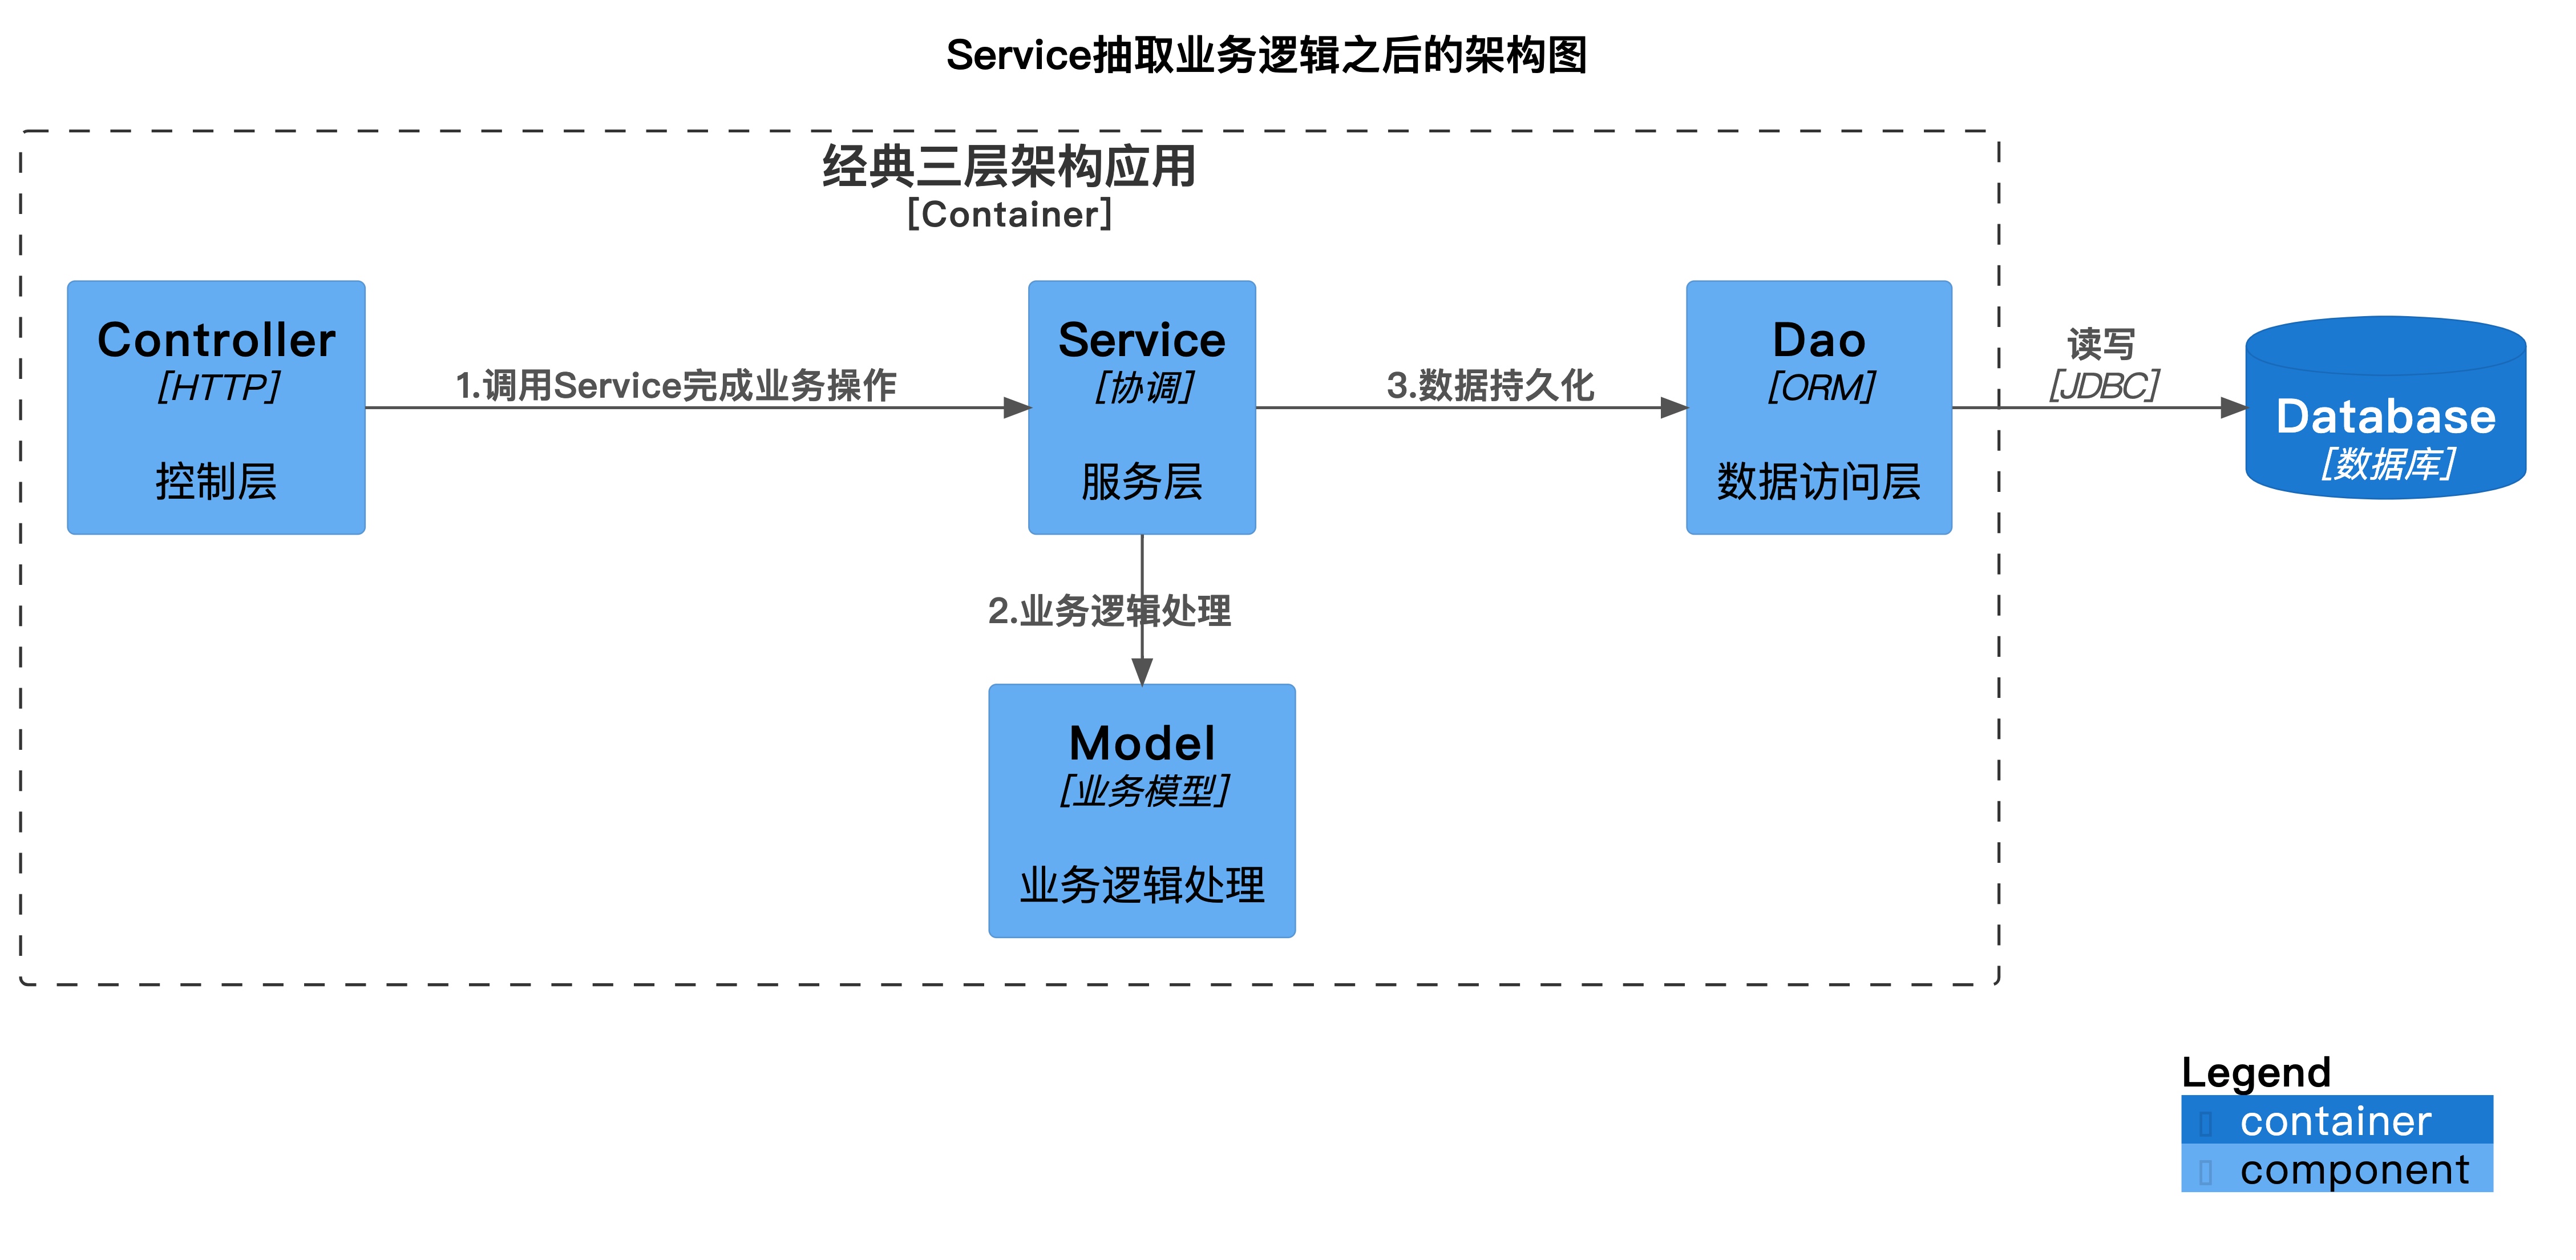 Service抽取业务逻辑之后的架构图
经典三层架构应用
[Container]
Controller
[HTTP]
控制层
1.调用Service完成业务操作
Service
[协调]
服务层
3.数据持久化
Dao
[ORM]
数据访问层
读写
[JDBC]
Database
[数据库]
2.业务逻辑处理
Model
[业务模型]
业务逻辑处理
Legend
container
component